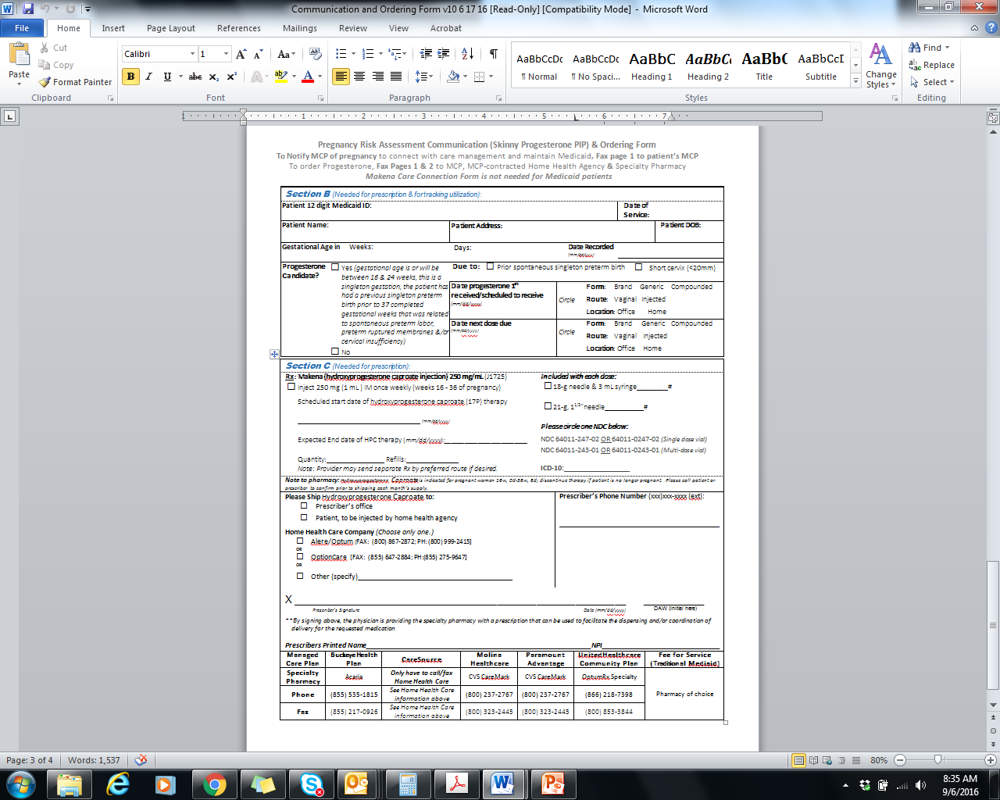 Communication and Ordering Form v10 6 17 16 [Read-Only] [Compatibility Mode] - Microsoft Word
File Home Insert Page Layout References Mailings Review View Acrobat
Cut
Copy
Format Painter
Paste
Calibri 1
AaBbCcDc AaBbCcDc AaBbC AaBbCc AaBbC AaBbCcI
¶ Normal ¶ No Spaci... Heading 1 Heading 2 Title Subtitle
Change Styles
Find
Replace
Select
Clipboard Font Paragraph Styles Editing
1 1 2 3 4 5 6 7
Pregnancy Risk Assessment Communication (Skinny Progesterone PIP) & Ordering Form
To Notify MCP of pregnancy to connect with care management and maintain Medicaid, Fax page 1 to patient's MCP
To order Progesterone, Fax Pages 1 & 2 to MCP, MCP-contracted Home Health Agency & Specialty Pharmacy
Makena Care Connection Form is not needed for Medicaid patients
Section B (Needed for prescription & fortracking utilization):
Patient 12 digit Medicaid ID: Date of Service:
Patient Name: Patient Address: Patient DOB:
Gestational Age in Weeks: Days: Date Recorded
(mm/dd/yyyy):
Progesterone Candidate?
☐ Yes (gestational age is or will be
between 16 & 24 weeks, this is a
singleton gestation, the patient has
had a previous singleton preterm
birth prior to 37 completed
gestational weeks that was related
to spontaneous preterm labor,
preterm ruptured membranes &/or
cervical insufficiency)
☐ No
Due to: ☐ Prior spontaneous singleton preterm birth ☐ Short cervix (<20mm)
Date progesterone 1st
received/scheduled to receive
(mm/dd/yyyy)
Circle
Form: Brand Generic Compounded
Route: Vaginal Injected
Location: Office Home
Date next dose due
(mm/dd/yyyy)
Circle
Form: Brand Generic Compounded
Route: Vaginal Injected
Location: Office Home
Section C (Needed for prescription):
Rx: Makena (hydroxyprogesterone caproate injection) 250 mg/mL (J1725)
☐ Inject 250 mg (1 mL ) IM once weekly (weeks 16 - 36 of pregnancy)
Scheduled start date of hydroxyprogesterone caproate (17P) therapy
(mm/dd/yyyy)
Expected End date of HPC therapy (mm/dd/yyyy):
Quantity: Refills:
Note: Provider may send separate Rx by preferred route if desired.
Included with each dose:
☐ 18-g needle & 3 mL syringe________#
☐ 21-g, 1 1/2" needle__________#
Please circle one NDC below:
NDC 64011-247-02 OR 64011-0247-02 (Single dose vial)
NDC 64011-243-01 OR 64011-0243-01 (Multi-dose vial)
ICD-10:
Note to pharmacy: Hydroxyprogesterone Caproate is indicated for pregnant women 16w, 0d-36w, 6d; discontinue therapy if patient is no longer pregnant. Please call patient or
prescriber to confirm prior to shipping each month's supply.
Please Ship Hydroxyprogesterone Caproate to:
☐ Prescriber's office
☐ Patient, to be injected by home health agency
Home Health Care Company (Choose only one.)
☐ Alere/Optum [FAX: (800) 867-2872; PH: (800) 999-2415]
OR
☐ OptionCare [FAX: (855) 647-2884; PH:(855) 275-9647]
OR
☐ Other (specify)
Prescriber's Phone Number (xxx)xxx-xxxx (ext):
X
Prescriber's Signature Date (mm/dd/yyyy) DAW (initial here)
**By signing above, the physician is providing the specialty pharmacy with a prescription that can be used to facilitate the dispensing and/or coordination of
delivery for the requested medication
Prescribers Printed Name NPI
Managed Care Plan Buckeye Health Plan CareSource Molina Healthcare Paramount Advantage UnitedHealthcare Community Plan Fee for Service (Traditional Medicaid)
Specialty Pharmacy Acaria Only have to call/fax Home Health Care CVS CareMark CVS CareMark OptumRx Specialty Pharmacy of choice
Phone (855) 535-1815 See Home Health Care information above (800) 237-2767 (800) 237-2767 (866) 218-7398
Fax (855) 217-0926 See Home Health Care information above (800) 323-2445 (800) 323-2445 (800) 853-3844
Page: 3 of 4 Words: 1,537 80%
8:35 AM
9/6/2016